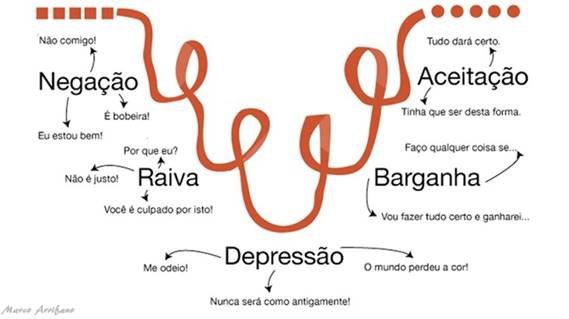 Não comigo!
Negação
É bobeira!
Eu estou bem!
Por que eu?
Não é justo!
Raiva
Você é culpado por isto!
Depressão
Me odeio!
O mundo perdeu a cor!
Nunca será como antigamente!
Faço qualquer coisa se...
Barganha
Vou fazer tudo certo e ganharei...
Tudo dará certo.
Aceitação
Tinha que ser desta forma.
Marco Arrifano